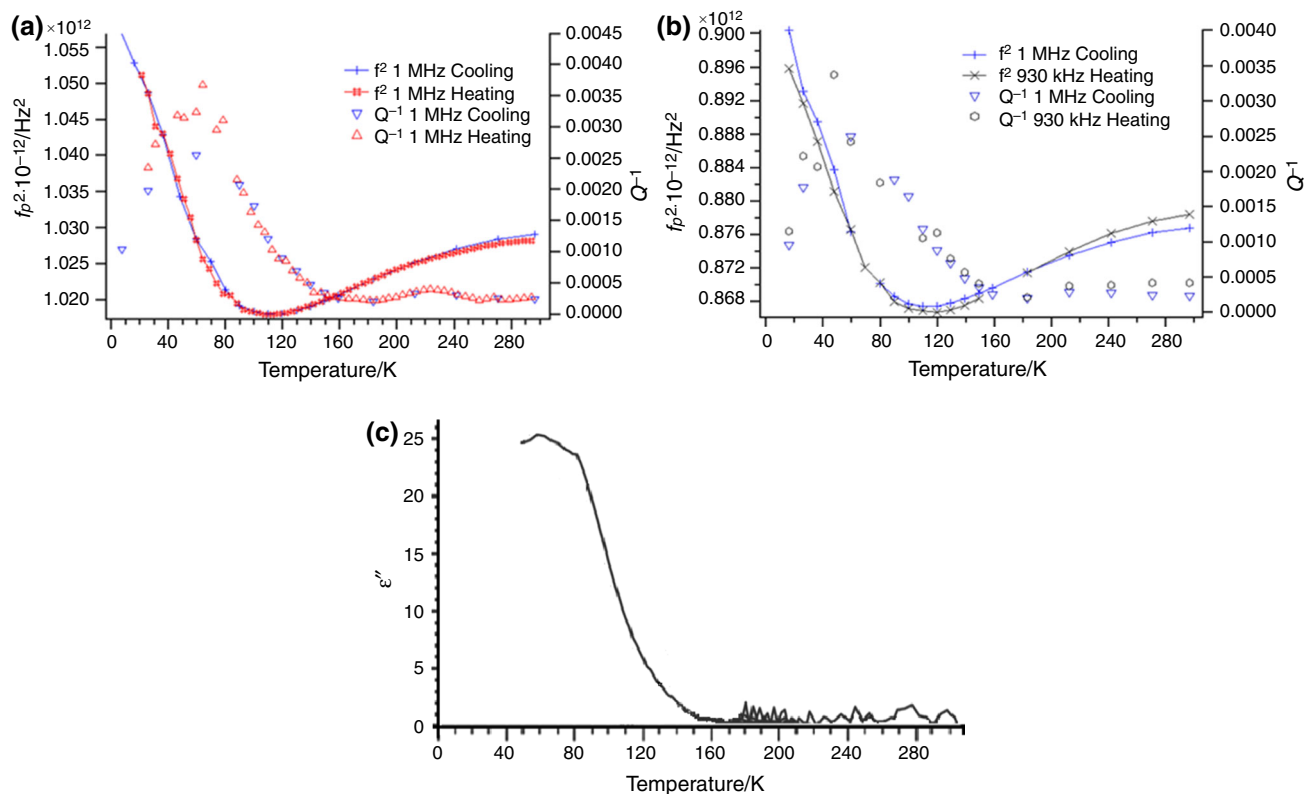 (a)
×10¹²
1.055
1.050
1.045
1.040
1.035
1.030
1.025
1.020
fp²·10⁻¹²/Hz²
f² 1 MHz Cooling
f² 1 MHz Heating
Q⁻¹ 1 MHz Cooling
Q⁻¹ 1 MHz Heating
0.0045
0.0040
0.0035
0.0030
0.0025
0.0020
0.0015
0.0010
0.0005
0.0000
Q⁻¹
0 40 80 120 160 200 240 280
Temperature/K
(b)
×10¹²
0.900
0.896
0.892
0.888
0.884
0.880
0.876
0.872
0.868
fp²·10⁻¹²/Hz²
f² 1 MHz Cooling
f² 930 kHz Heating
Q⁻¹ 1 MHz Cooling
Q⁻¹ 930 kHz Heating
0.0040
0.0035
0.0030
0.0025
0.0020
0.0015
0.0010
0.0005
0.0000
Q⁻¹
0 40 80 120 160 200 240 280
Temperature/K
(c)
25
20
15
10
5
0
ε″
0 40 80 120 160 200 240 280
Temperature/K